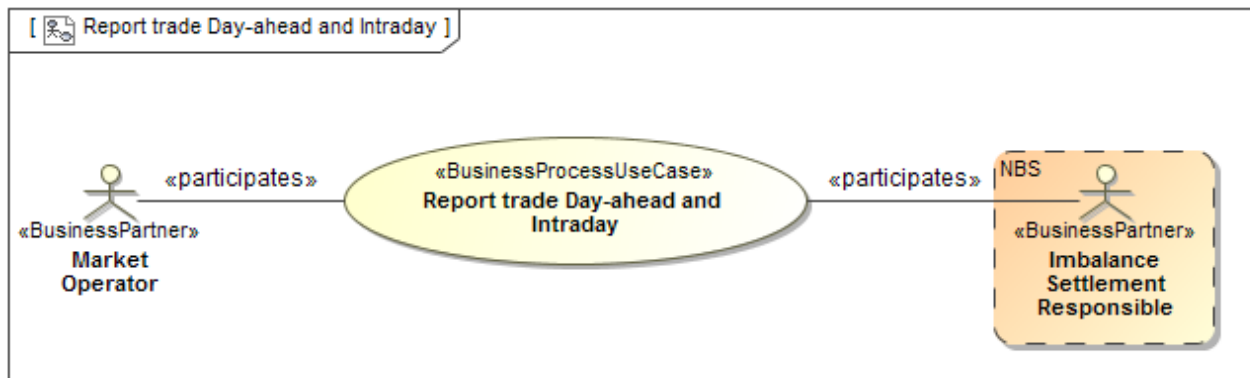 [ Report trade Day-ahead and Intraday ]
«BusinessPartner»
Market
Operator
«participates»
«BusinessProcessUseCase»
Report trade Day-ahead and
Intraday
«participates»
NBS
«BusinessPartner»
Imbalance
Settlement
Responsible